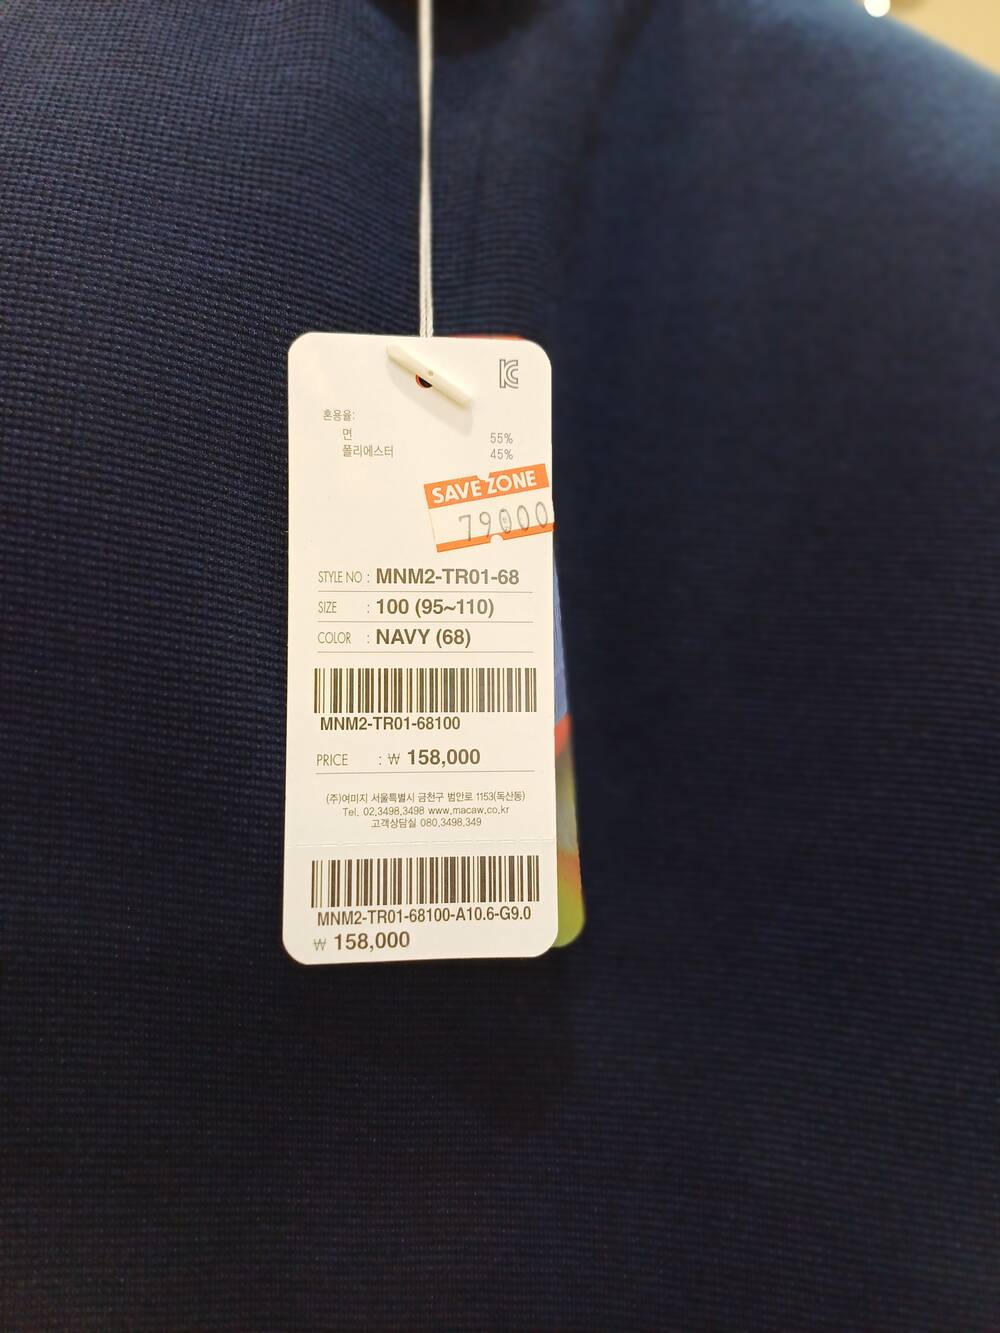 KC
혼용율:
면 55%
폴리에스터 45%
SAVE ZONE
79000
STYLE NO : MNM2-TR01-68
SIZE : 100 (95~110)
COLOR : NAVY (68)
MNM2-TR01-68100
PRICE : ₩ 158,000
(주)여미지 서울특별시 금천구 범안로 1153(독산동)
Tel. 02.3498.3498 www.macaw.co.kr
고객상담실 080.3498.349
MNM2-TR01-68100-A10.6-G9.0
₩ 158,000